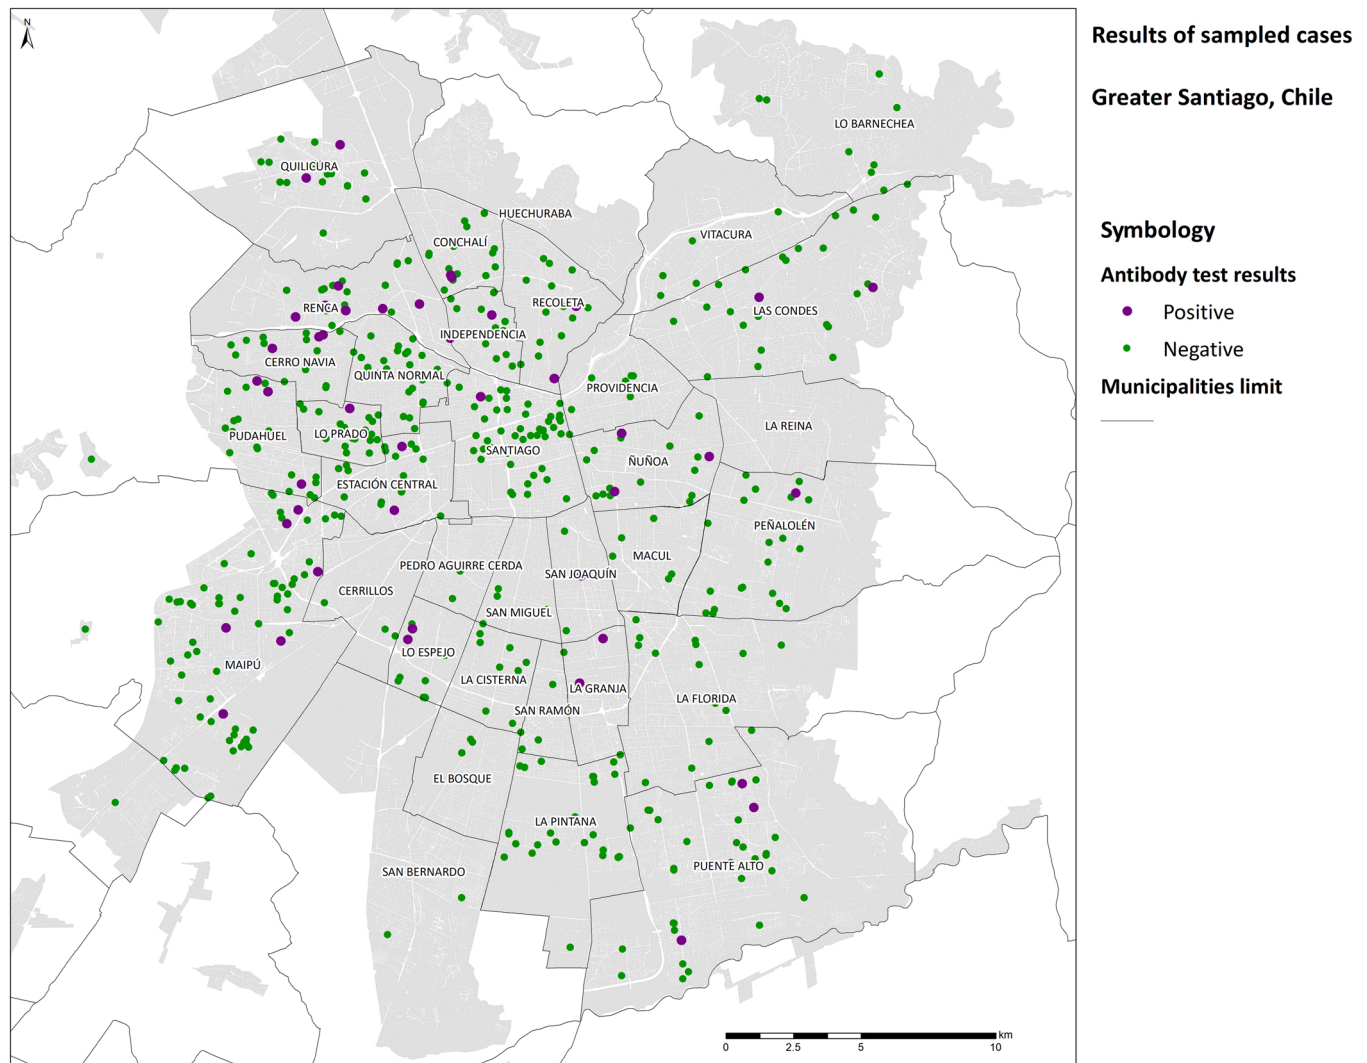 N
Results of sampled cases
Greater Santiago, Chile
LO BARNECHEA
QUILICURA
HUECHURABA
VITACURA
CONCHALÍ
RENCA
RECOLETA
LAS CONDES
INDEPENDENCIA
CERRO NAVIA
QUINTA NORMAL
PROVIDENCIA
LA REINA
PUDAHUEL
LO PRADO
SANTIAGO
ÑUÑOA
ESTACIÓN CENTRAL
PEÑALOLÉN
MACUL
PEDRO AGUIRRE CERDA
SAN JOAQUÍN
CERRILLOS
SAN MIGUEL
LO ESPEJO
MAIPÚ
LA CISTERNA
LA GRANJA
LA FLORIDA
SAN RAMÓN
EL BOSQUE
LA PINTANA
SAN BERNARDO
PUENTE ALTO
Symbology
Antibody test results
Positive
Negative
Municipalities limit
km
0 2.5 5 10